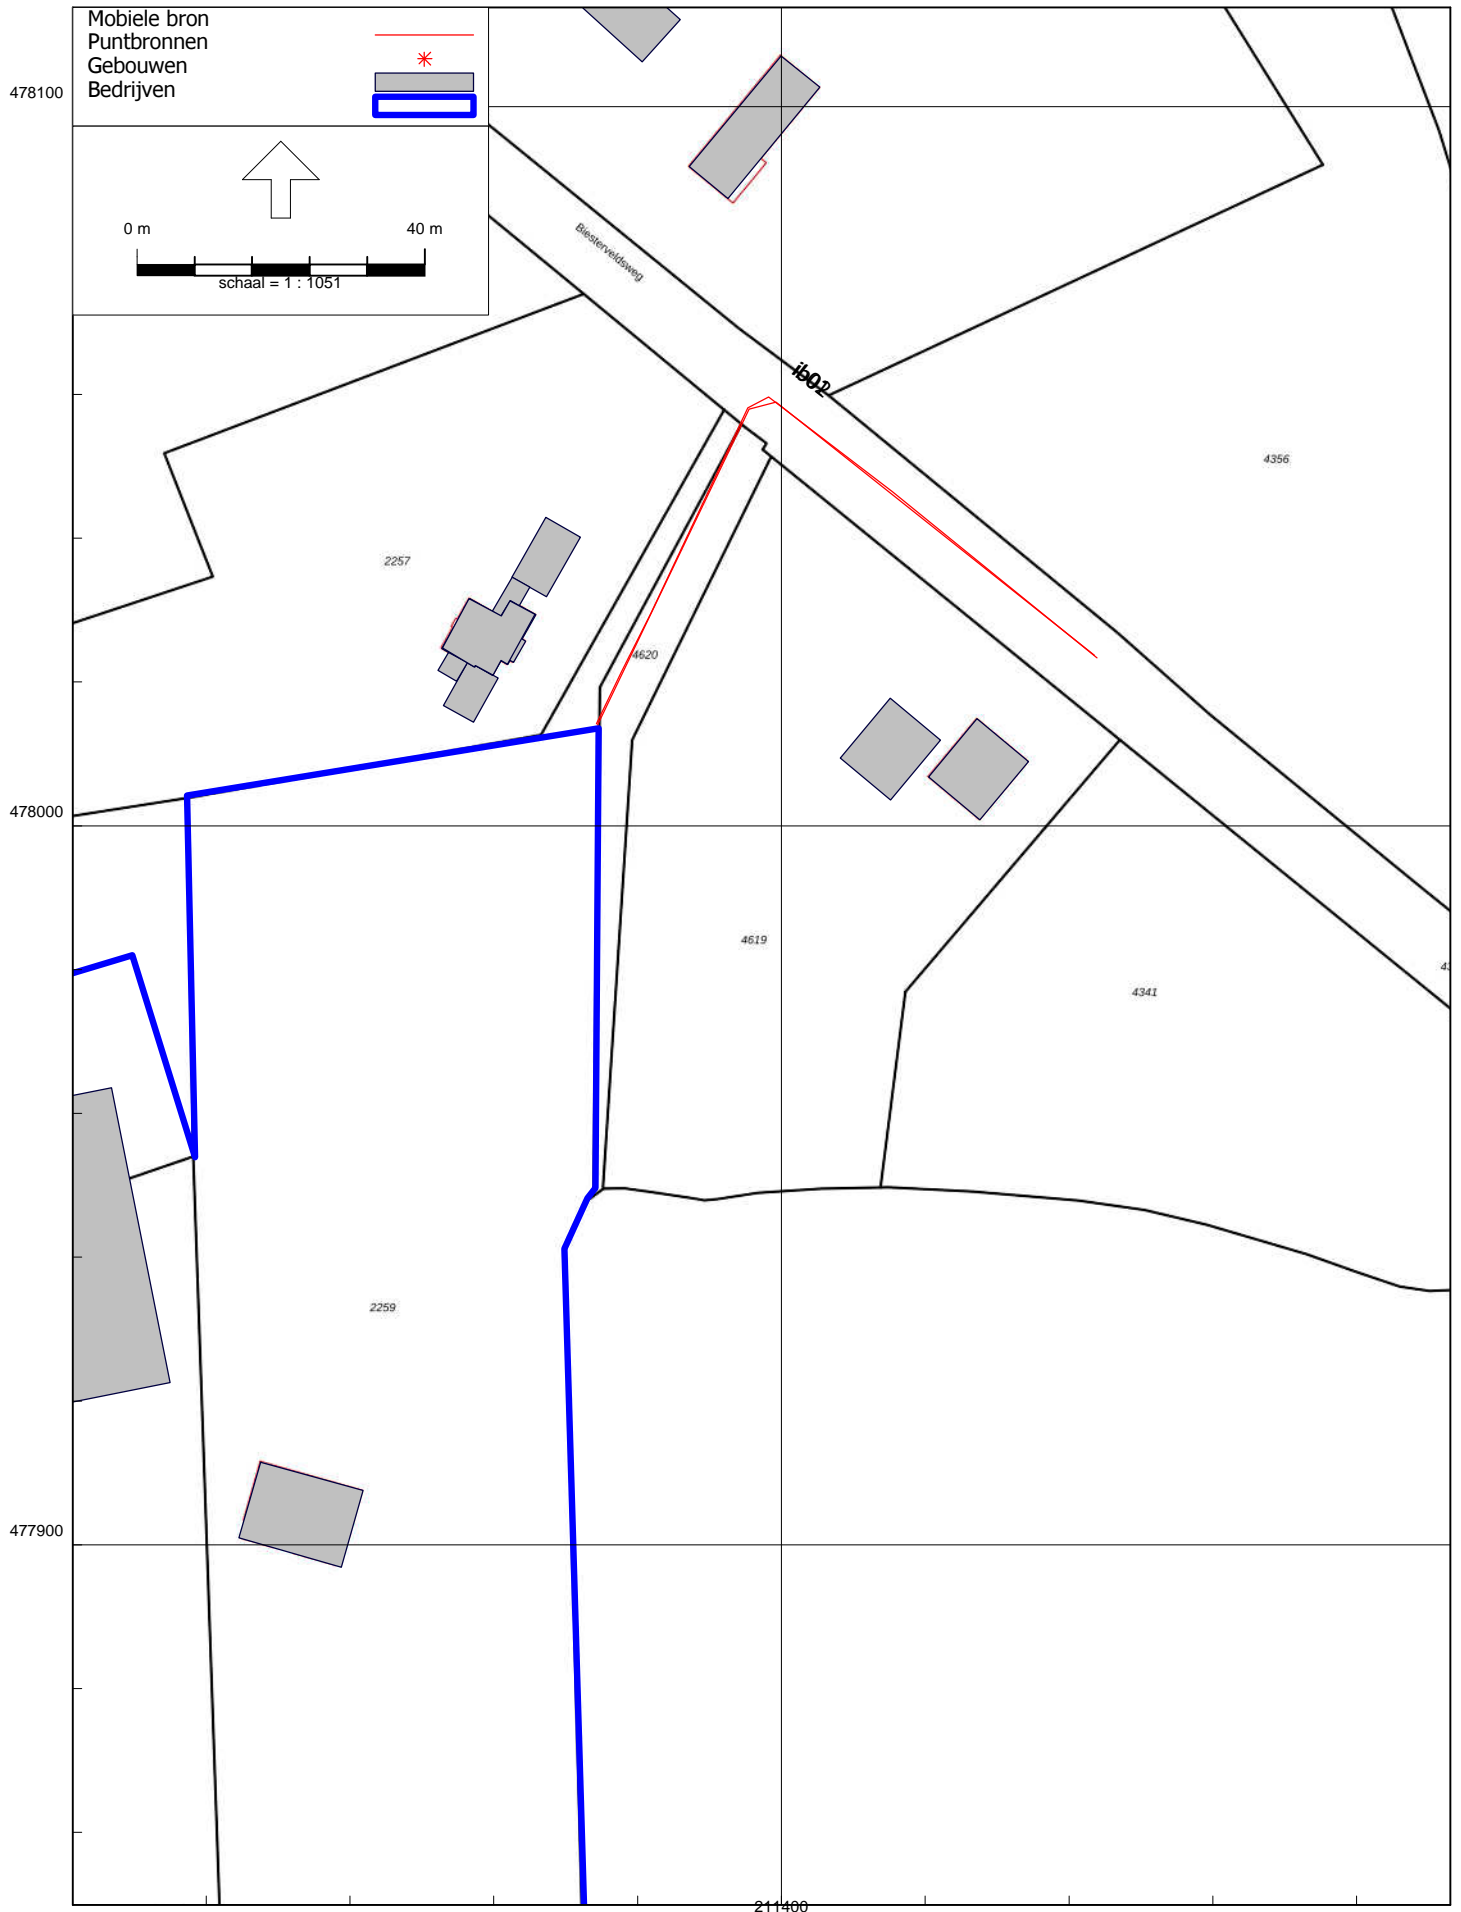 Mobiele bron
Puntbronnen
Gebouwen
Bedrijven
478100
0 m 40 m
schaal = 1 : 1051
Biesterveldsweg
4356
2257
4620
478000
4619
4341
2259
477900
211400